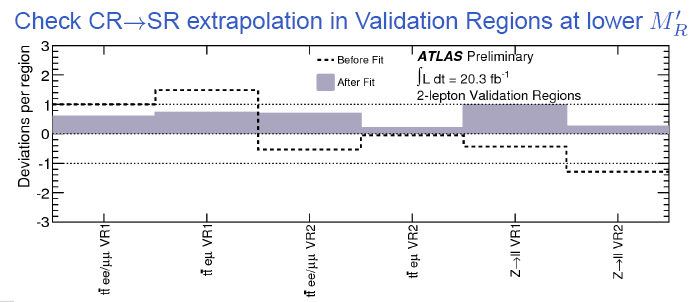 Check CR→SR extrapolation in Validation Regions at lower M′R
Deviations per region
3
2
1
0
-1
-2
-3
Before Fit
After Fit
ATLAS Preliminary
∫L dt = 20.3 fb-1
2-lepton Validation Regions
tt̄ ee/μμ VR1
tt̄ eμ VR1
tt̄ ee/μμ VR2
tt̄ eμ VR2
Z→ll VR1
Z→ll VR2